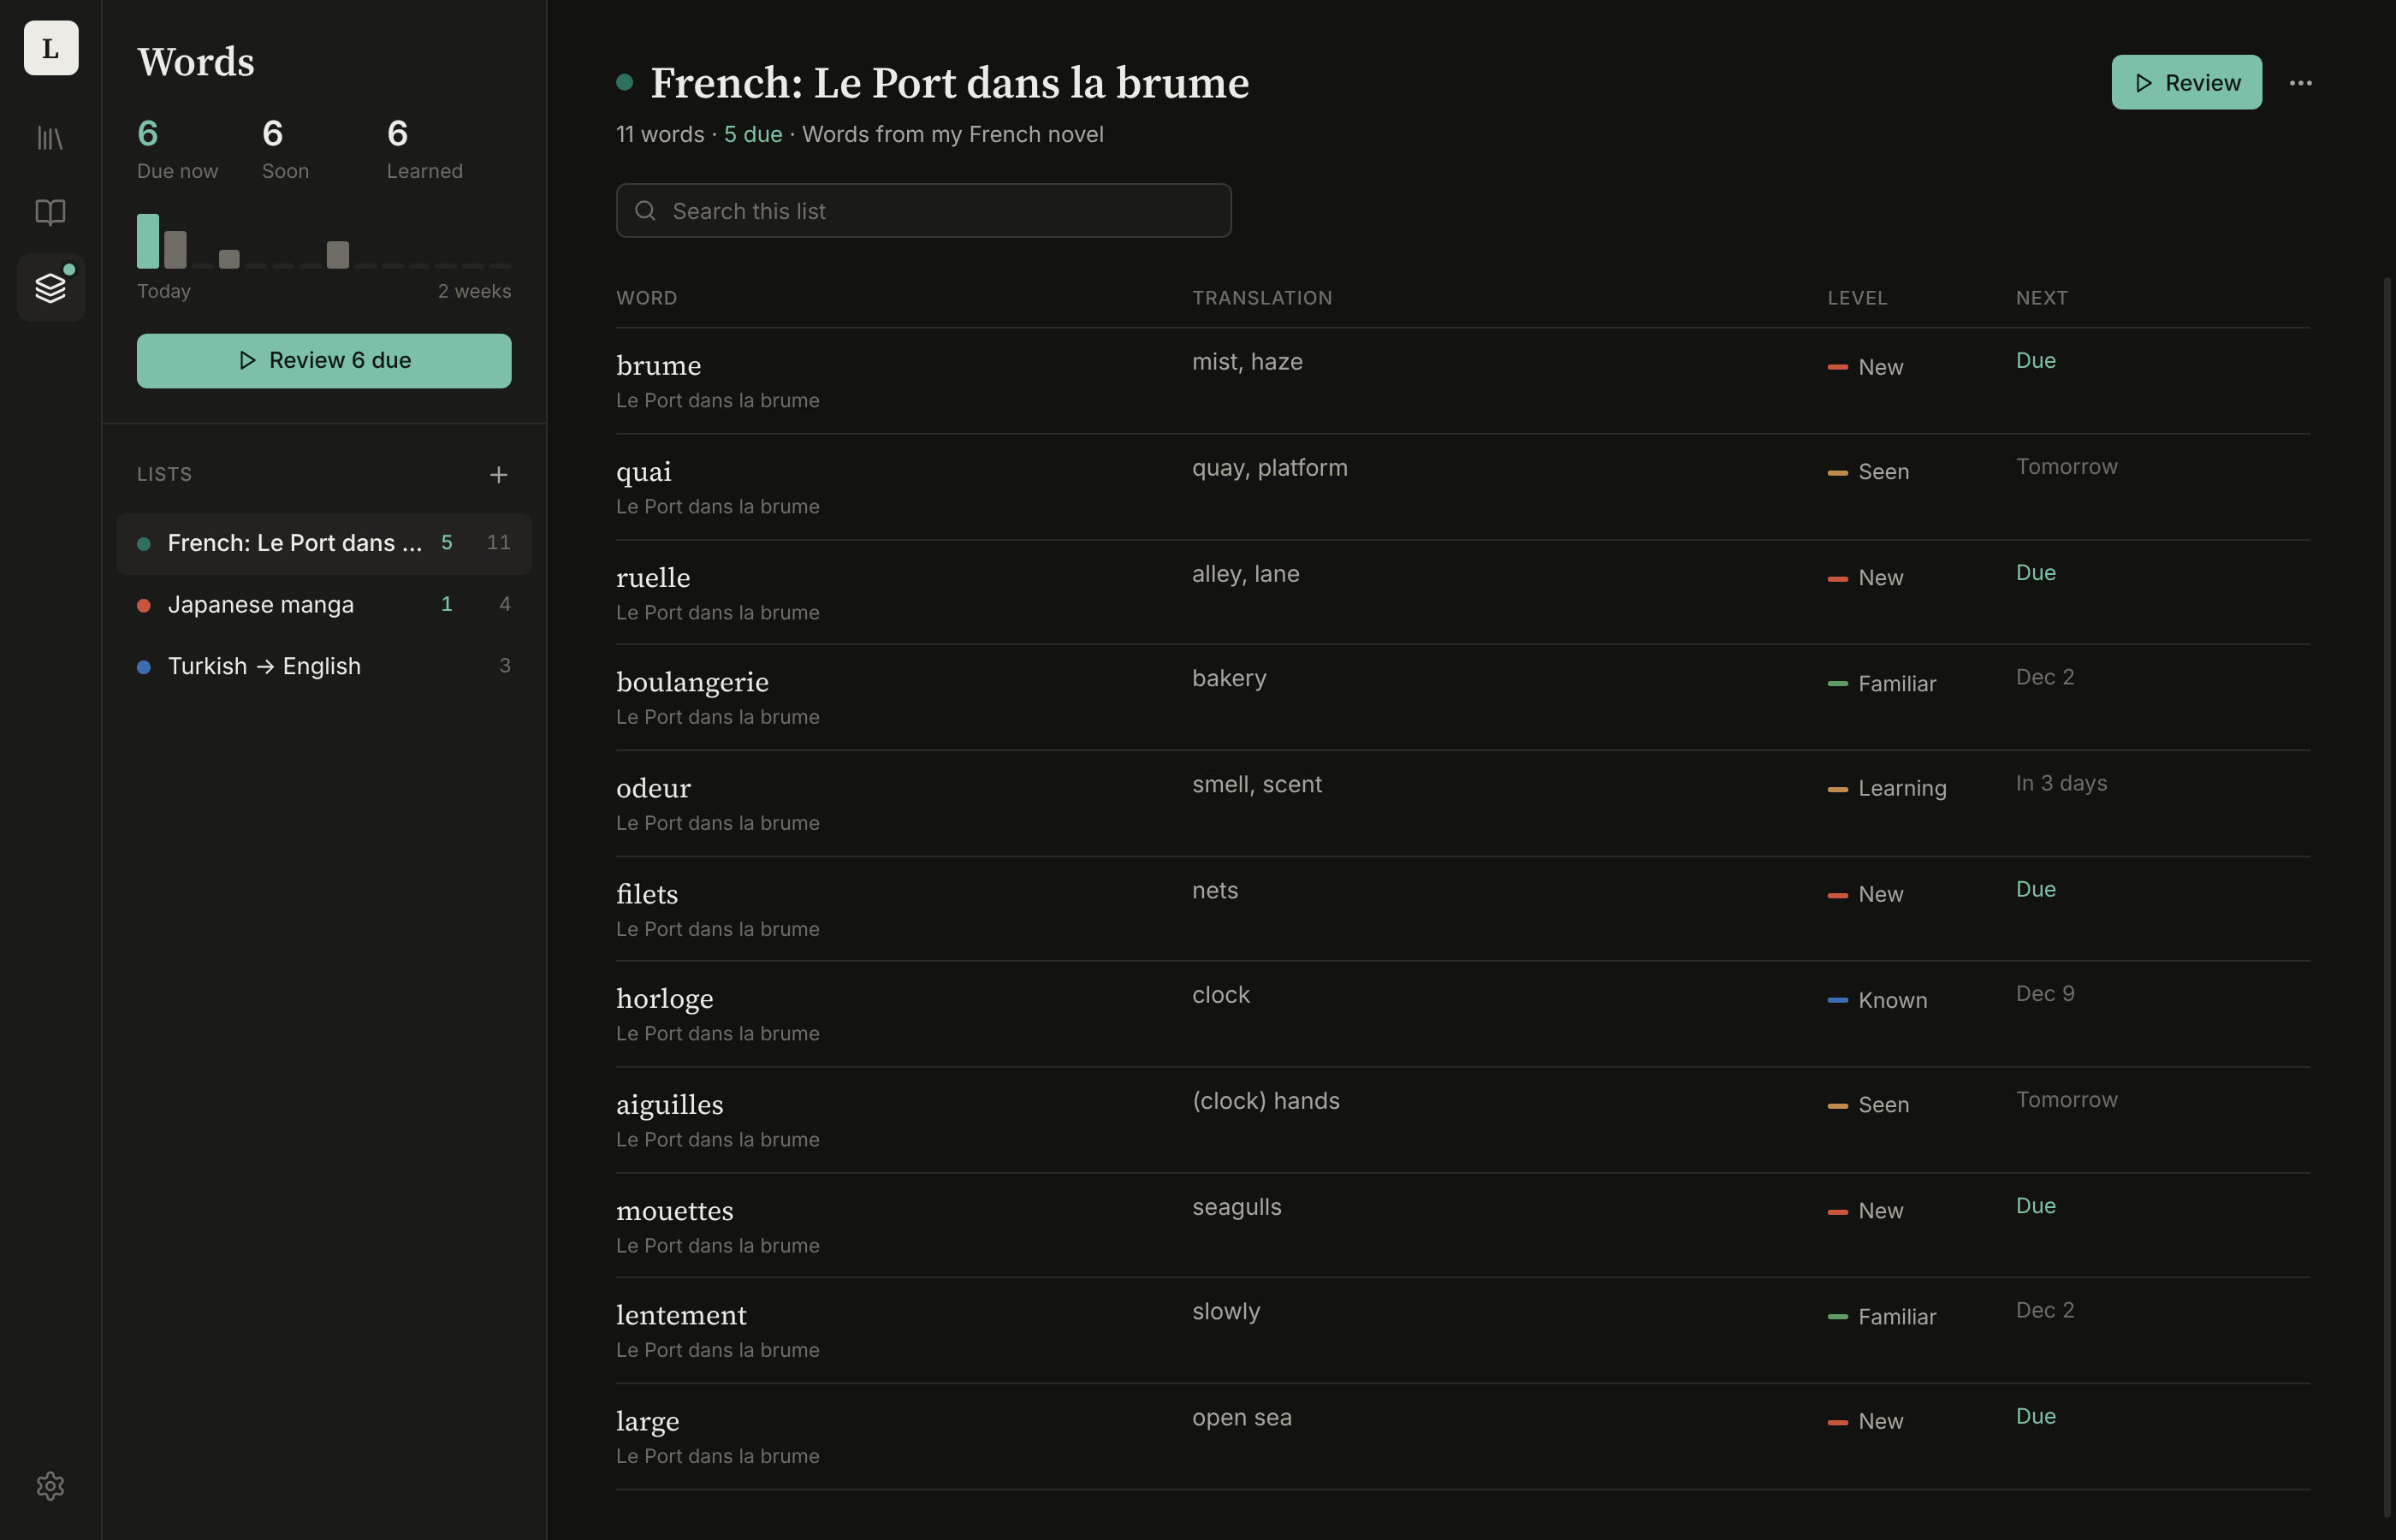 L
Words
6 6 6
Due now Soon Learned
Today 2 weeks
Review 6 due
LISTS
French: Le Port dans ... 5 11
Japanese manga 1 4
Turkish → English 3
French: Le Port dans la brume
Review
11 words · 5 due · Words from my French novel
Search this list
WORD TRANSLATION LEVEL NEXT
brume mist, haze New Due
Le Port dans la brume
quai quay, platform Seen Tomorrow
Le Port dans la brume
ruelle alley, lane New Due
Le Port dans la brume
boulangerie bakery Familiar Dec 2
Le Port dans la brume
odeur smell, scent Learning In 3 days
Le Port dans la brume
filets nets New Due
Le Port dans la brume
horloge clock Known Dec 9
Le Port dans la brume
aiguilles (clock) hands Seen Tomorrow
Le Port dans la brume
mouettes seagulls New Due
Le Port dans la brume
lentement slowly Familiar Dec 2
Le Port dans la brume
large open sea New Due
Le Port dans la brume